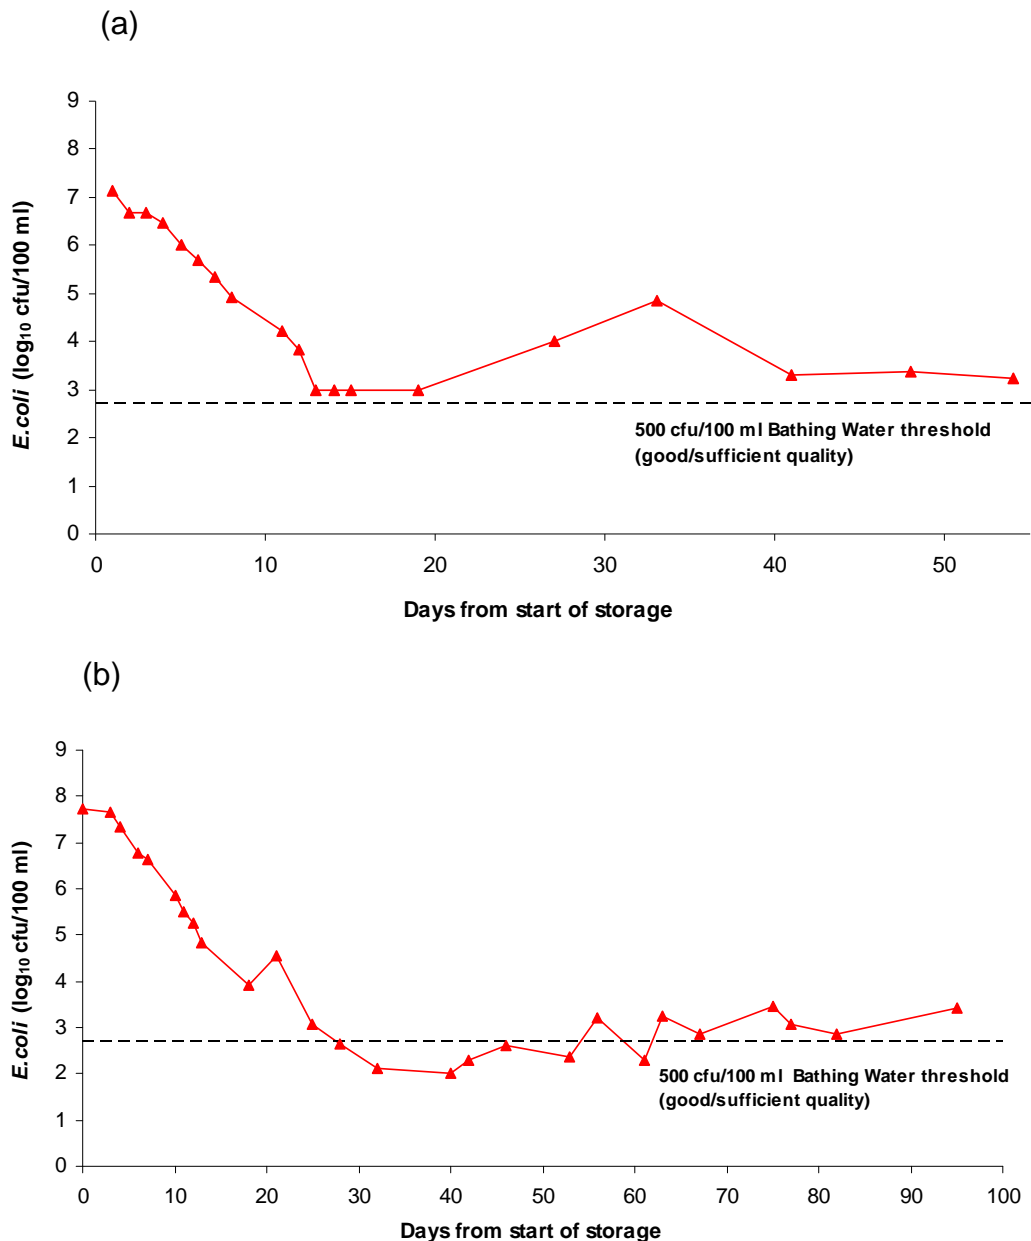 (a)
9
8
7
6
5
4
3
2
1
0
E.coli (log₁₀ cfu/100 ml)
500 cfu/100 ml Bathing Water threshold
(good/sufficient quality)
0 10 20 30 40 50
Days from start of storage
(b)
9
8
7
6
5
4
3
2
1
0
E.coli (log₁₀ cfu/100 ml)
500 cfu/100 ml Bathing Water threshold
(good/sufficient quality)
0 10 20 30 40 50 60 70 80 90 100
Days from start of storage